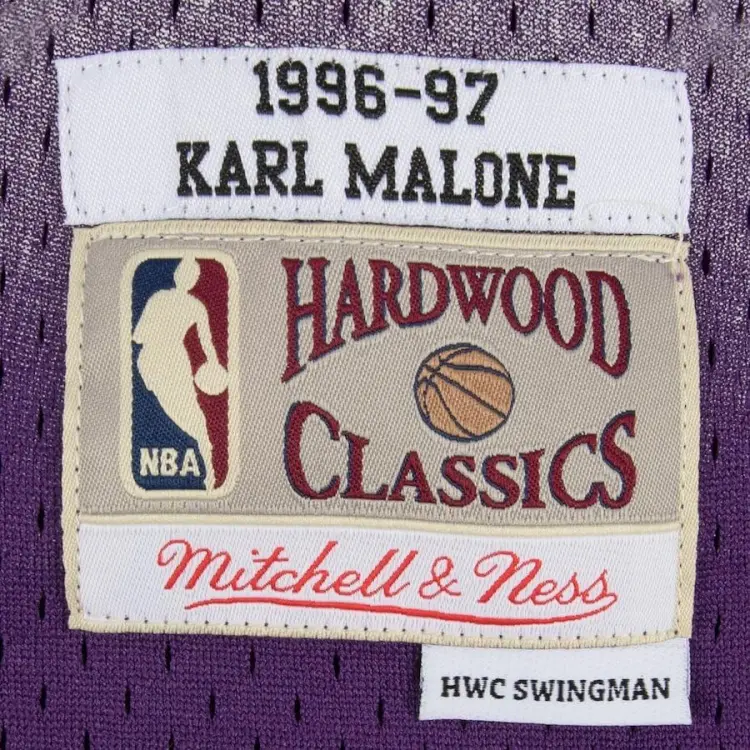 1996-97
KARL MALONE
HARDWOOD
CLASSICS
NBA
Mitchell & Ness
HWC SWINGMAN